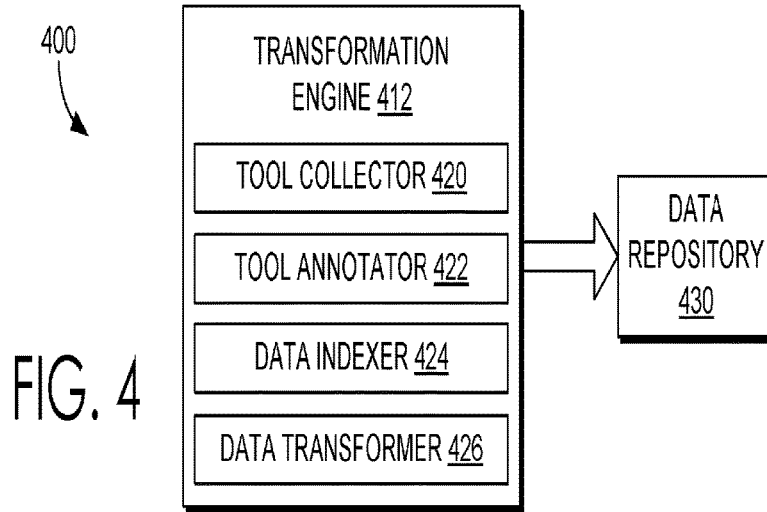 400
TRANSFORMATION
ENGINE 412
TOOL COLLECTOR 420
TOOL ANNOTATOR 422
DATA INDEXER 424
DATA TRANSFORMER 426
DATA
REPOSITORY
430
FIG. 4